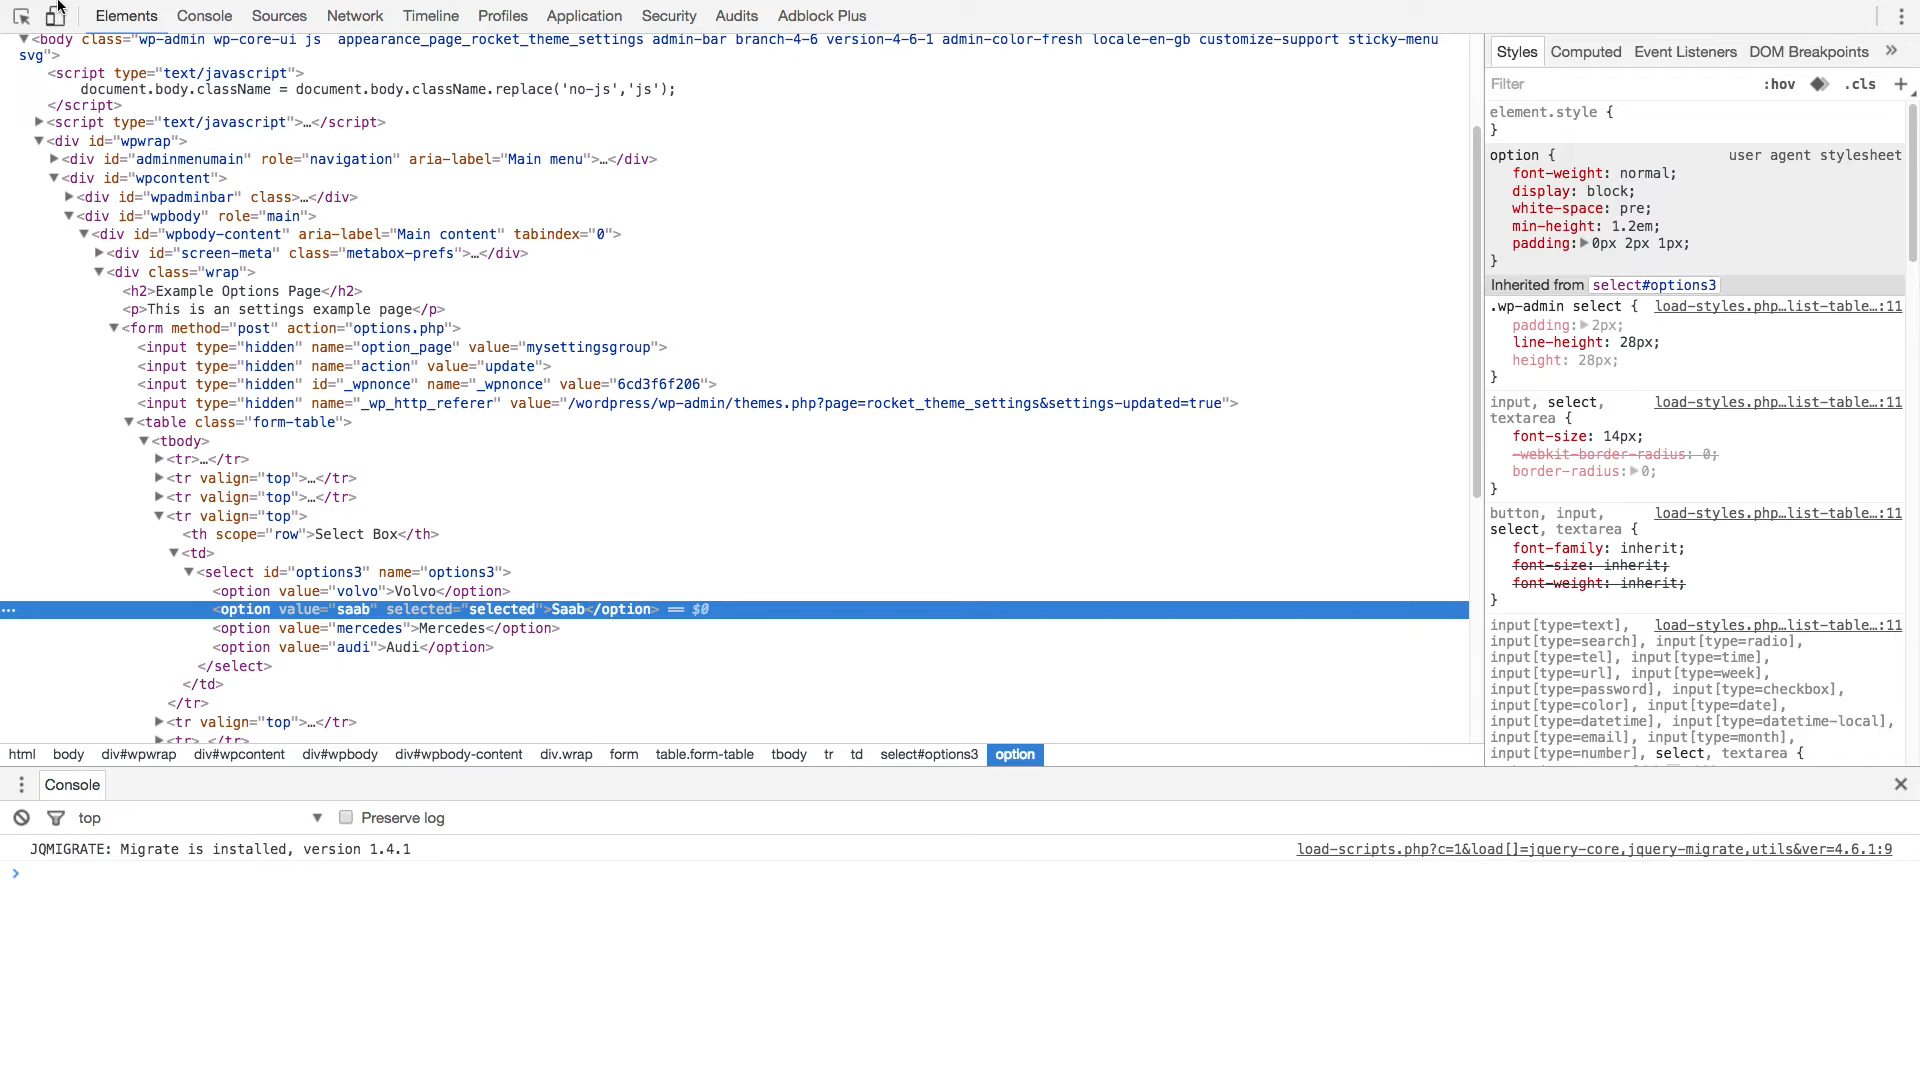 Elements Console Sources Network Timeline Profiles Application Security Audits Adblock Plus
<body class="wp-admin wp-core-ui js  appearance_page_rocket_theme_settings admin-bar branch-4-6 version-4-6-1 admin-color-fresh locale-en-gb customize-support sticky-menu
svg">
<script type="text/javascript">
document.body.className = document.body.className.replace('no-js','js');
</script>
<script type="text/javascript">…</script>
<div id="wpwrap">
<div id="adminmenumain" role="navigation" aria-label="Main menu">…</div>
<div id="wpcontent">
<div id="wpadminbar" class>…</div>
<div id="wpbody" role="main">
<div id="wpbody-content" aria-label="Main content" tabindex="0">
<div id="screen-meta" class="metabox-prefs">…</div>
<div class="wrap">
<h2>Example Options Page</h2>
<p>This is an settings example page</p>
<form method="post" action="options.php">
<input type="hidden" name="option_page" value="mysettingsgroup">
<input type="hidden" name="action" value="update">
<input type="hidden" id="_wpnonce" name="_wpnonce" value="6cd3f6f206">
<input type="hidden" name="_wp_http_referer" value="/wordpress/wp-admin/themes.php?page=rocket_theme_settings&settings-updated=true">
<table class="form-table">
<tbody>
<tr>…</tr>
<tr valign="top">…</tr>
<tr valign="top">…</tr>
<tr valign="top">
<th scope="row">Select Box</th>
<td>
<select id="options3" name="options3">
<option value="volvo">Volvo</option>
… <option value="saab" selected="selected">Saab</option> == $0
<option value="mercedes">Mercedes</option>
<option value="audi">Audi</option>
</select>
</td>
</tr>
<tr valign="top">…</tr>
<tr>…</tr>
html body div#wpwrap div#wpcontent div#wpbody div#wpbody-content div.wrap form table.form-table tbody tr td select#options3 option
Styles Computed Event Listeners DOM Breakpoints »
Filter :hov .cls +
element.style {
}
option { user agent stylesheet
font-weight: normal;
display: block;
white-space: pre;
min-height: 1.2em;
padding: 0px 2px 1px;
}
Inherited from select#options3
.wp-admin select { load-styles.php…list-table…:11
padding: 2px;
line-height: 28px;
height: 28px;
}
input, select, load-styles.php…list-table…:11
textarea {
font-size: 14px;
-webkit-border-radius: 0;
border-radius: 0;
}
button, input, load-styles.php…list-table…:11
select, textarea {
font-family: inherit;
font-size: inherit;
font-weight: inherit;
}
input[type=text], load-styles.php…list-table…:11
input[type=search], input[type=radio],
input[type=tel], input[type=time],
input[type=url], input[type=week],
input[type=password], input[type=checkbox],
input[type=color], input[type=date],
input[type=datetime], input[type=datetime-local],
input[type=email], input[type=month],
input[type=number], select, textarea {
Console
top Preserve log
JQMIGRATE: Migrate is installed, version 1.4.1 load-scripts.php?c=1&load[]=jquery-core,jquery-migrate,utils&ver=4.6.1:9